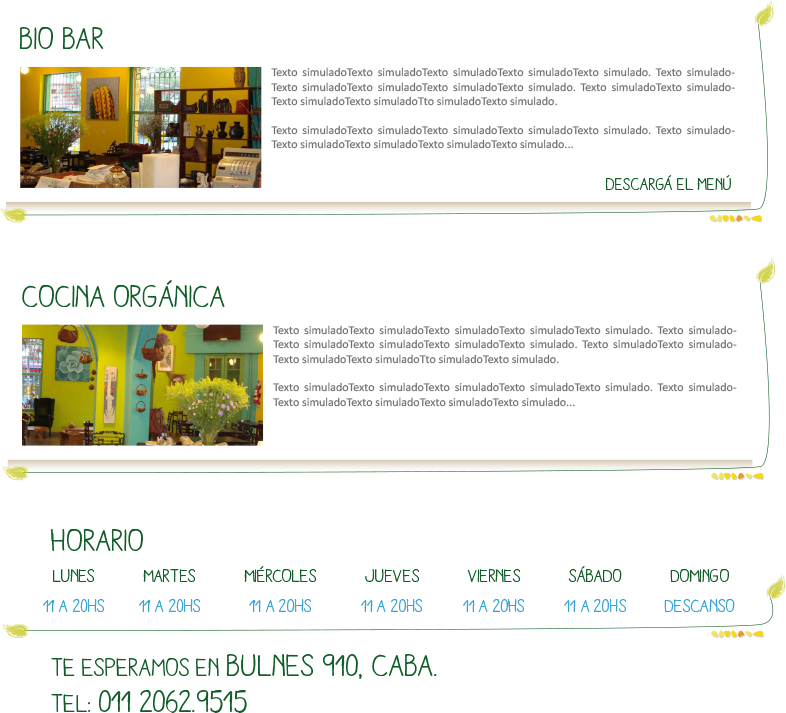 BIO BAR
Texto simuladoTexto simuladoTexto simuladoTexto simuladoTexto simulado. Texto simulado-
Texto simuladoTexto simuladoTexto simuladoTexto simulado. Texto simuladoTexto simulado-
Texto simuladoTexto simuladoTto simuladoTexto simulado.
Texto simuladoTexto simuladoTexto simuladoTexto simuladoTexto simulado. Texto simulado-
Texto simuladoTexto simuladoTexto simuladoTexto simulado...
DESCARGÁ EL MENÚ
COCINA ORGÁNICA
Texto simuladoTexto simuladoTexto simuladoTexto simuladoTexto simulado. Texto simulado-
Texto simuladoTexto simuladoTexto simuladoTexto simulado. Texto simuladoTexto simulado-
Texto simuladoTexto simuladoTto simuladoTexto simulado.
Texto simuladoTexto simuladoTexto simuladoTexto simuladoTexto simulado. Texto simulado-
Texto simuladoTexto simuladoTexto simuladoTexto simulado...
HORARIO
LUNES MARTES MIÉRCOLES JUEVES VIERNES SÁBADO DOMINGO
11 A 20HS 11 A 20HS 11 A 20HS 11 A 20HS 11 A 20HS 11 A 20HS DESCANSO
TE ESPERAMOS EN BULNES 910, CABA.
TEL: 011 2062.9515